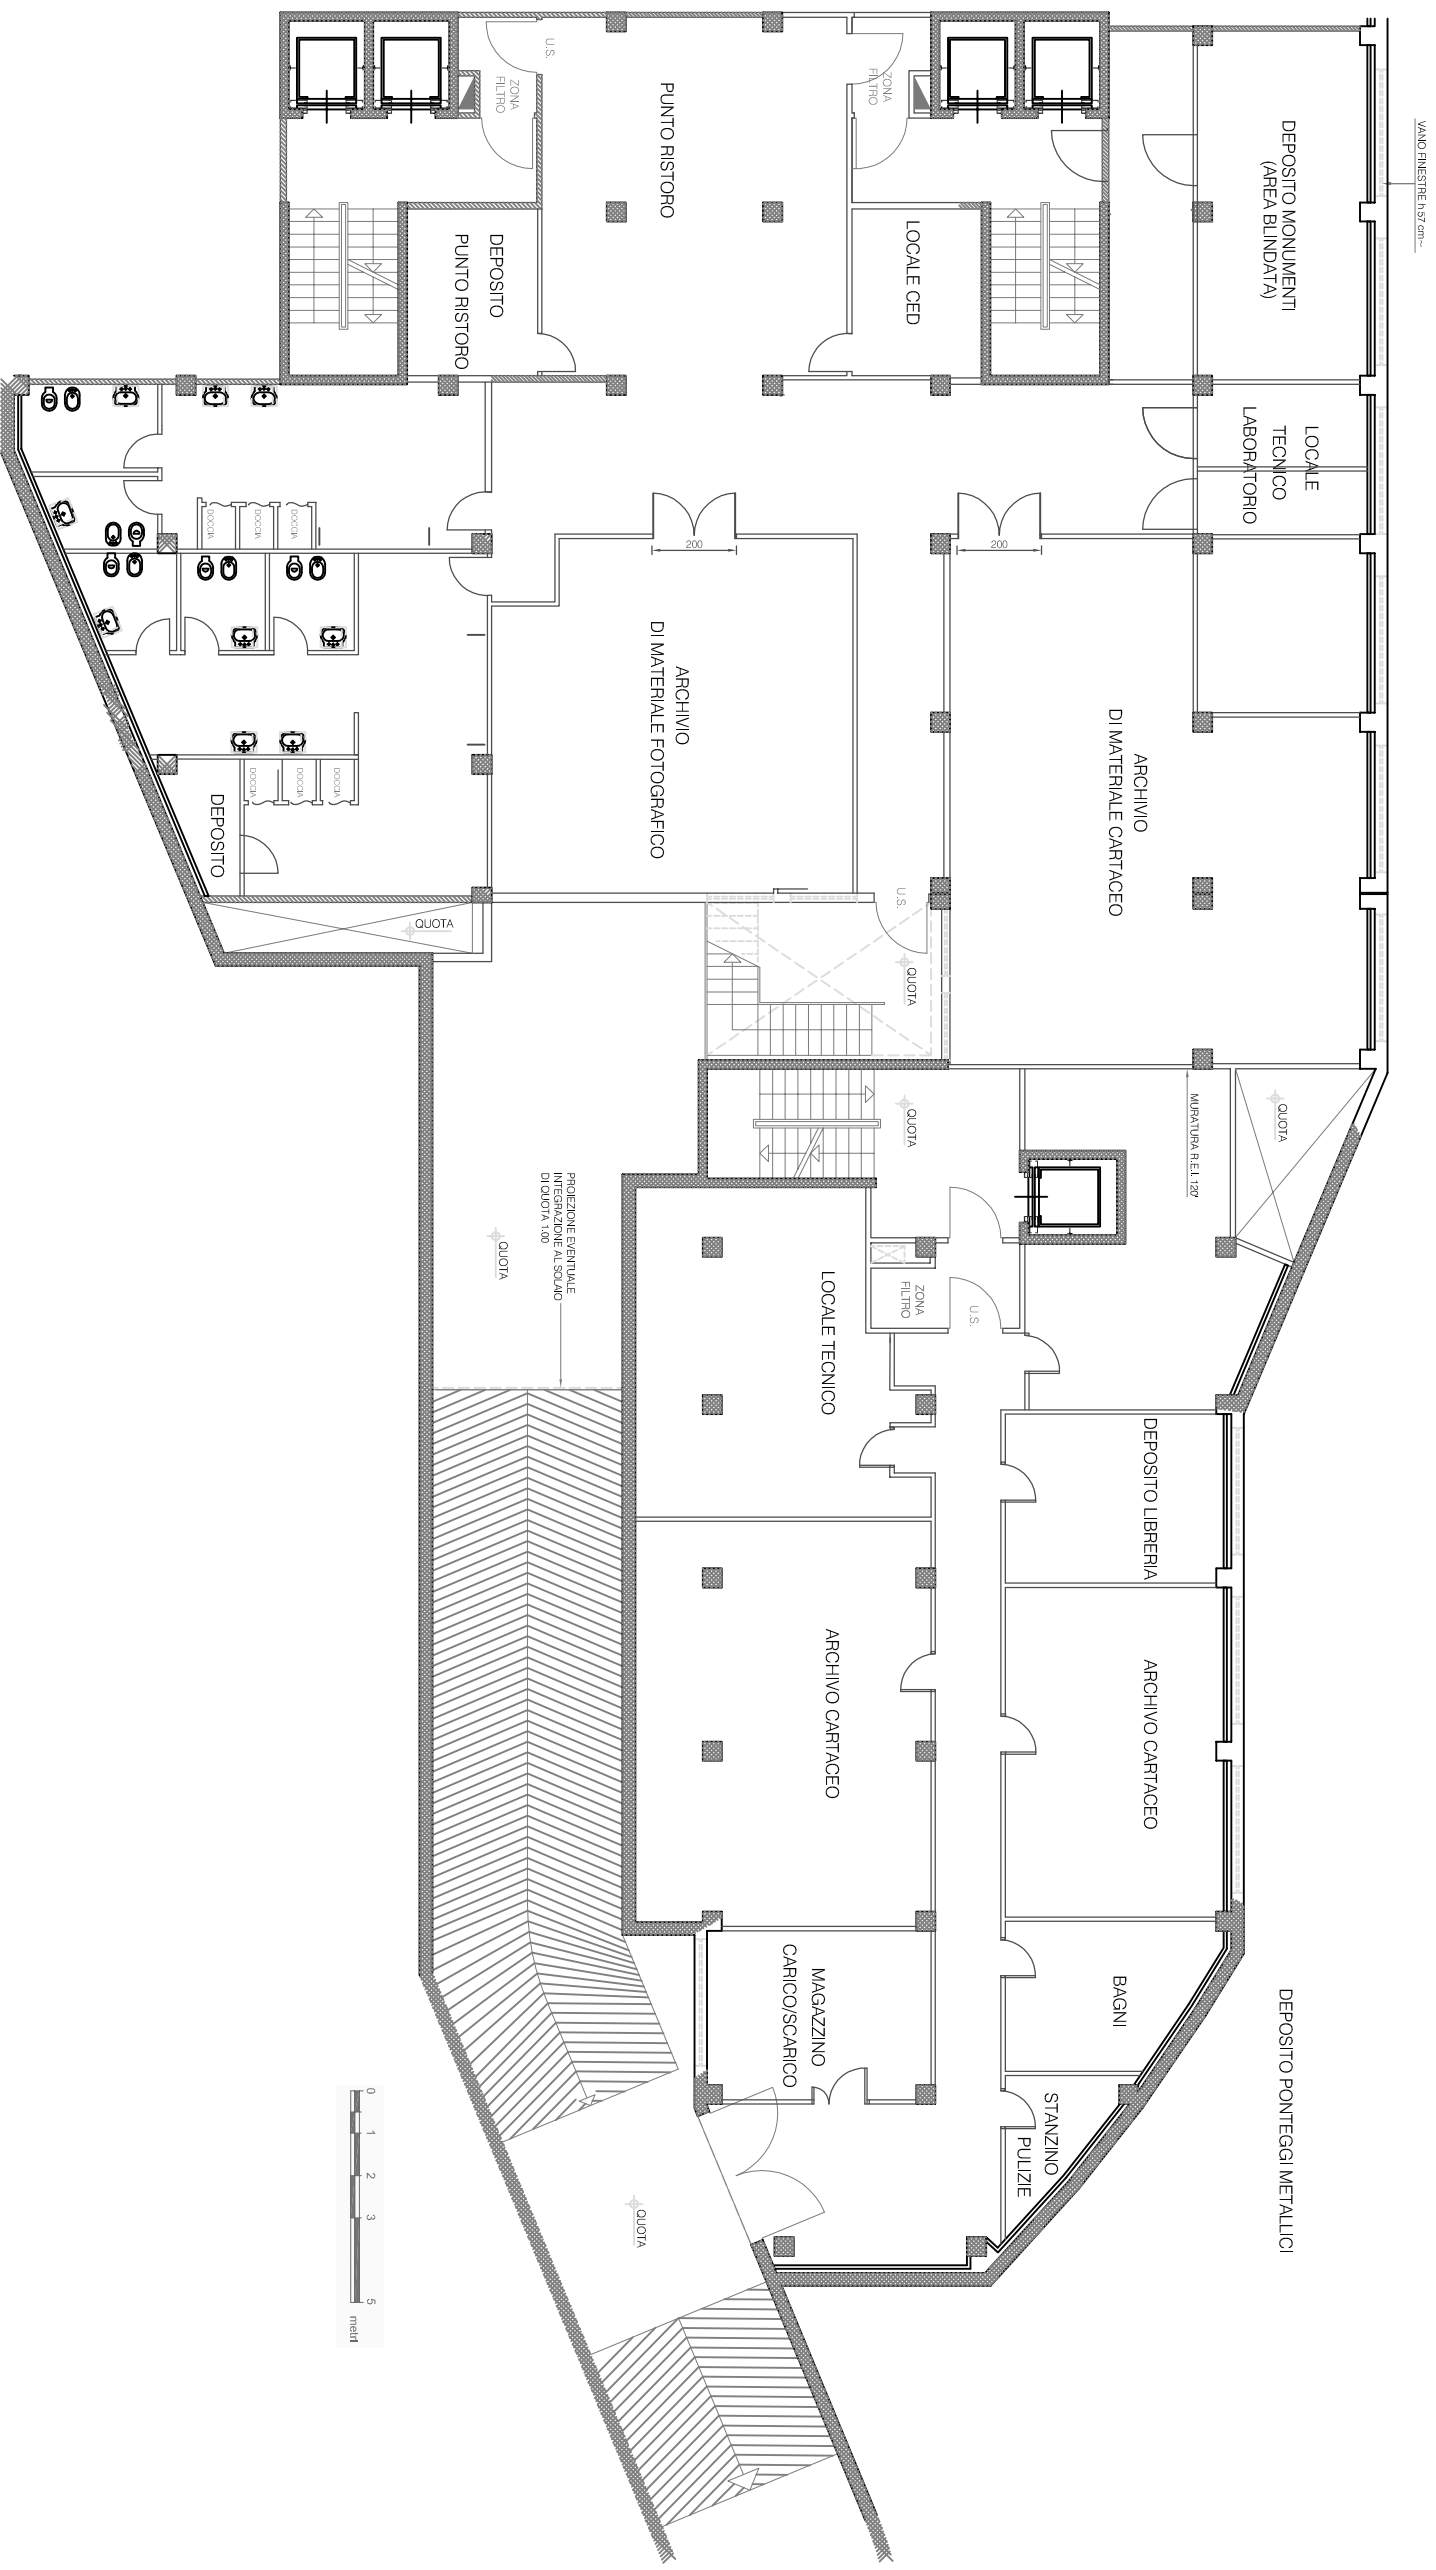 VANO FINESTRE h 57 cm~
DEPOSITO MONUMENTI
(AREA BLINDATA)
LOCALE
TECNICO
LABORATORIO
U.S.
ZONA
FILTRO
PUNTO RISTORO
ZONA
FILTRO
LOCALE CED
DEPOSITO
PUNTO RISTORO
DOCCIA
DOCCIA
DOCCIA
200
200
ARCHIVIO
DI MATERIALE FOTOGRAFICO
ARCHIVIO
DI MATERIALE CARTACEO
DOCCIA
DOCCIA
DOCCIA
DEPOSITO
QUOTA
U.S.
QUOTA
QUOTA
QUOTA
MURATURA R.E.I. 120'
PROIEZIONE EVENTUALE
INTEGRAZIONE AL SOLAIO
DI QUOTA 1.00
QUOTA
ZONA
FILTRO
U.S.
LOCALE TECNICO
DEPOSITO LIBRERIA
ARCHIVO CARTACEO
ARCHIVO CARTACEO
MAGAZZINO
CARICO/SCARICO
BAGNI
STANZINO
PULIZIE
DEPOSITO PONTEGGI METALLICI
QUOTA
0 1 2 3 5
metri